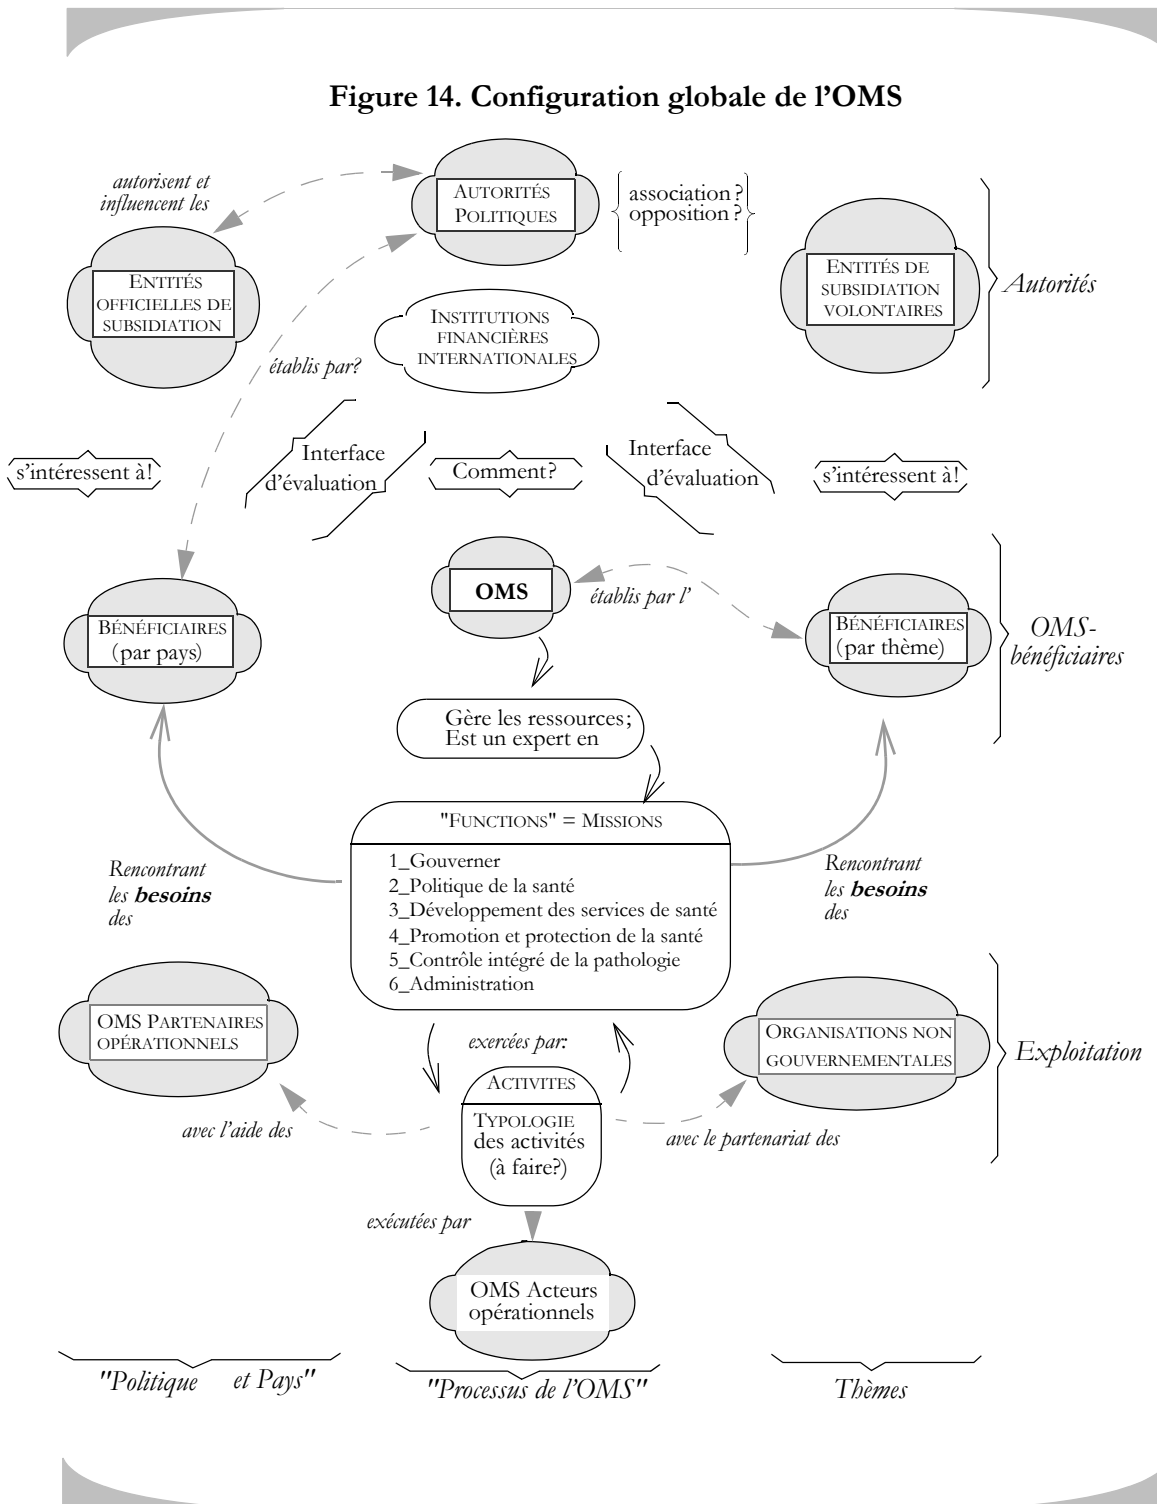 Figure 14. Configuration globale de l’OMS
autorisent et
influencent les
AUTORITÉS
POLITIQUES
association ?
opposition ?
ENTITÉS
OFFICIELLES DE
SUBSIDIATION
ENTITÉS DE
SUBSIDIATION
VOLONTAIRES
Autorités
INSTITUTIONS
FINANCIÈRES
INTERNATIONALES
établis par?
s'intéressent à!
Interface
d'évaluation
Comment?
Interface
d'évaluation
s'intéressent à!
OMS
établis par l'
BÉNÉFICIAIRES
(par pays)
BÉNÉFICIAIRES
(par thème)
OMS-
bénéficiaires
Gère les ressources;
Est un expert en
"FUNCTIONS" = MISSIONS
1_Gouverner
2_Politique de la santé
3_Développement des services de santé
4_Promotion et protection de la santé
5_Contrôle intégré de la pathologie
6_Administration
Rencontrant
les besoins
des
Rencontrant
les besoins
des
OMS PARTENAIRES
OPÉRATIONNELS
exercées par:
ORGANISATIONS NON
GOUVERNEMENTALES
Exploitation
ACTIVITES
TYPOLOGIE
des activités
(à faire?)
avec l'aide des
avec le partenariat des
exécutées par
OMS Acteurs
opérationnels
"Politique et Pays"
"Processus de l'OMS"
Thèmes